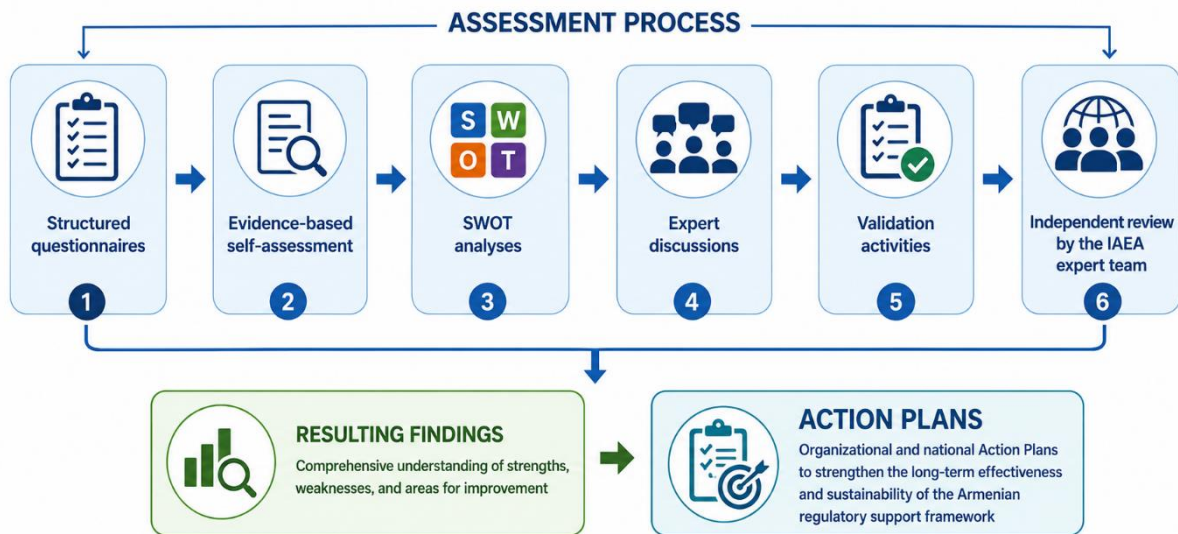 ASSESSMENT PROCESS
Structured
questionnaires
1
Evidence-based
self-assessment
2
S W
O T
SWOT
analyses
3
Expert
discussions
4
Validation
activities
5
Independent review
by the IAEA
expert team
6
RESULTING FINDINGS
Comprehensive understanding of strengths,
weaknesses, and areas for improvement
ACTION PLANS
Organizational and national Action Plans
to strengthen the long-term effectiveness
and sustainability of the Armenian
regulatory support framework